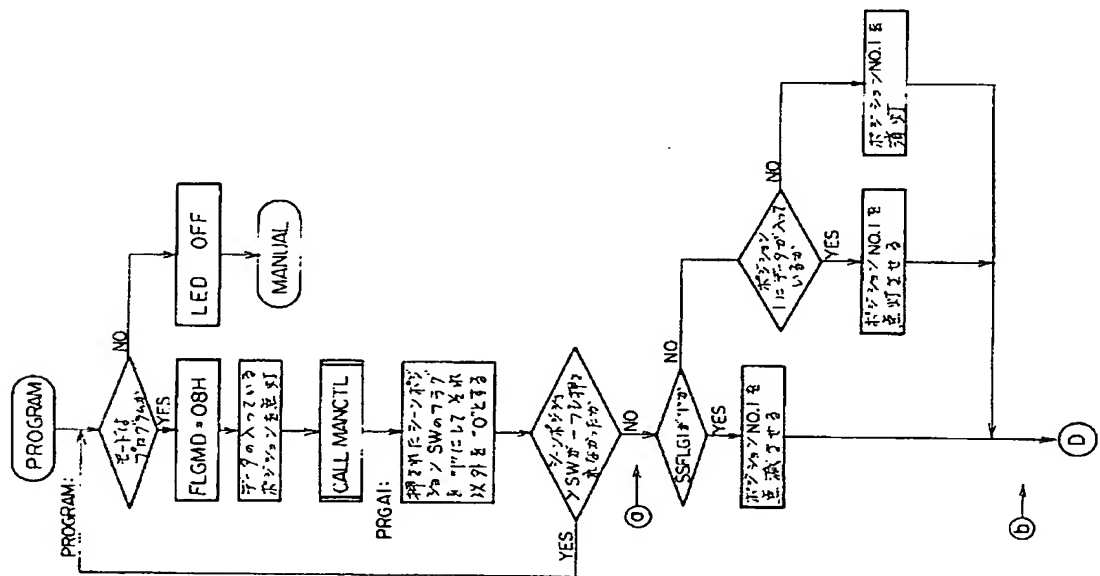 PROGRAM
PROGRAM:
モードは
プログラムか
NO
YES
LED OFF
MANUAL
FLGMD=08H
データの入っている
ポジションを点灯
CALL MANCTL
PRGA1:
押されたシーンポジ
ション SWのフラグ
を "1"にして それ
以外を "0"とする
シーンポジショ
ン SWが一つも押さ
れなかったか
YES
NO
ⓐ
SSFLG1が"1"か
NO
YES
ポジション NO.1 を
点滅させる
ポジション
1にデータが入って
いるか
NO
YES
ポジション NO.1 を
点灯させる
ポジション NO.1 を
消灯
ⓑ
Ⓓ